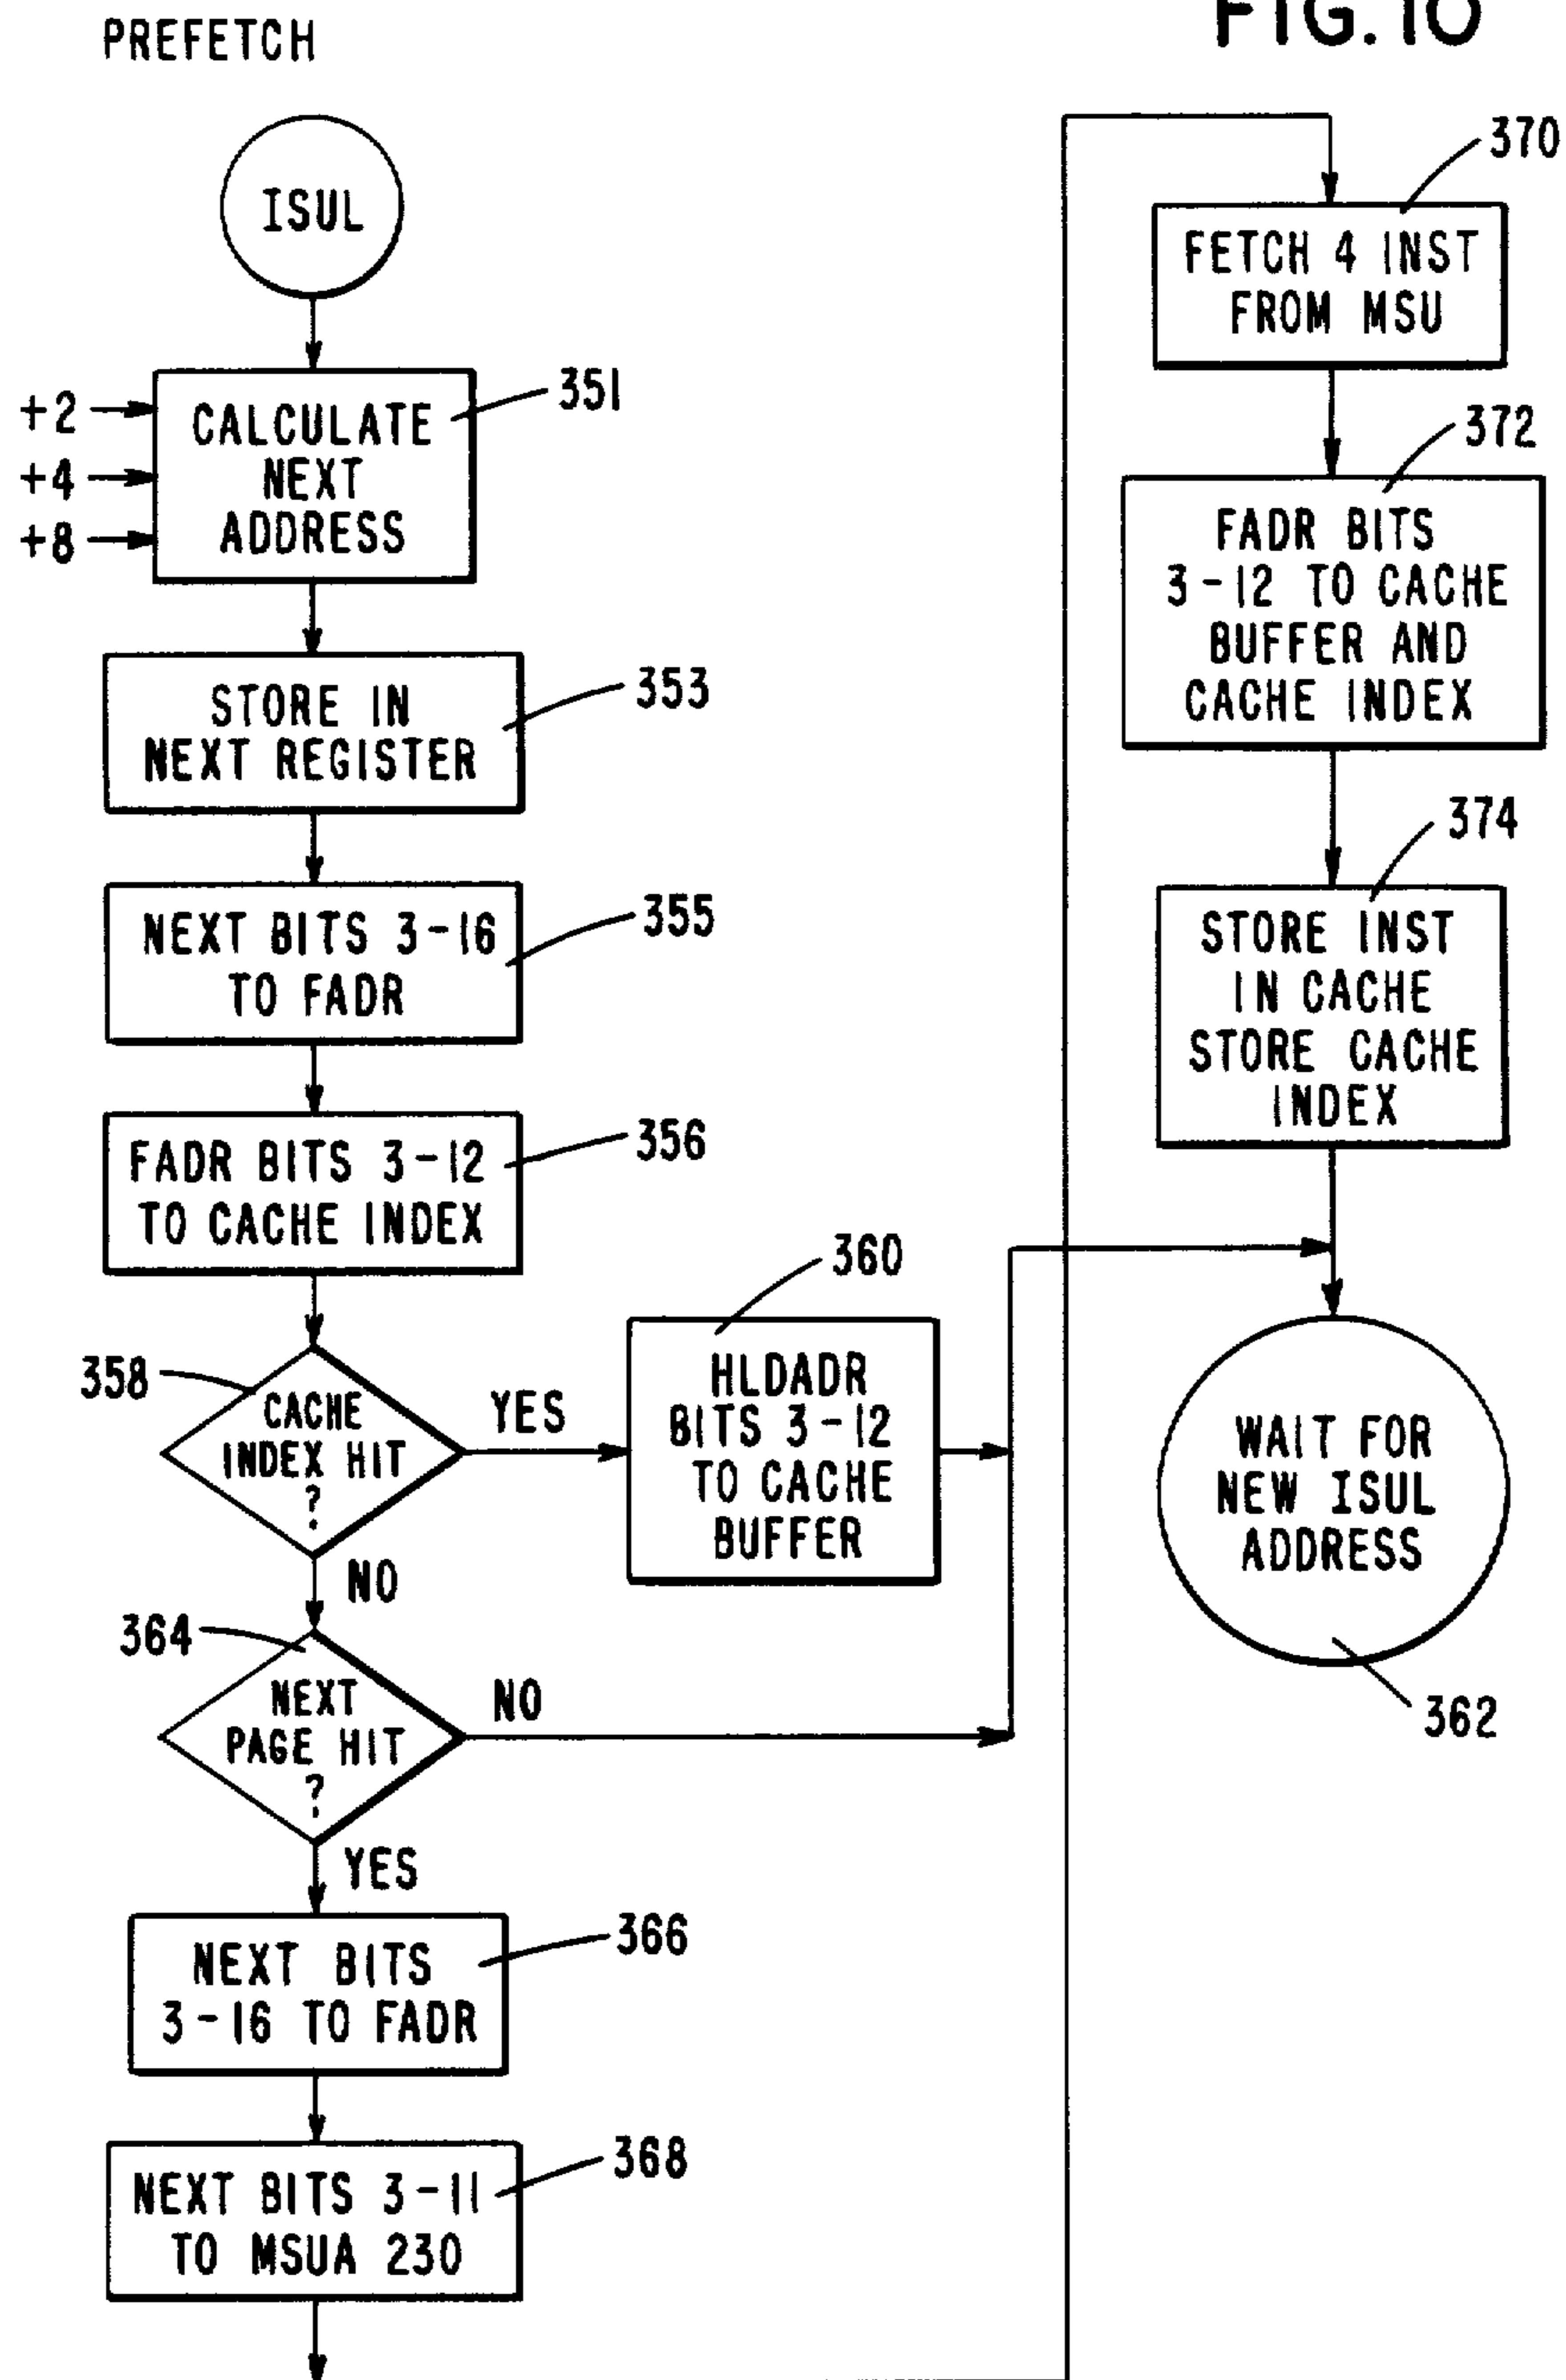 PREFETCH
FIG. 10
ISUL
+2
+4
+8
CALCULATE
NEXT
ADDRESS
351
STORE IN
NEXT REGISTER
353
NEXT BITS 3-16
TO FADR
355
FADR BITS 3-12
TO CACHE INDEX
356
358
CACHE
INDEX HIT
?
YES
NO
360
HLDADR
BITS 3-12
TO CACHE
BUFFER
364
NEXT
PAGE HIT
?
NO
YES
NEXT BITS
3-16 TO FADR
366
NEXT BITS 3-11
TO MSUA 230
368
370
FETCH 4 INST
FROM MSU
372
FADR BITS
3-12 TO CACHE
BUFFER AND
CACHE INDEX
374
STORE INST
IN CACHE
STORE CACHE
INDEX
WAIT FOR
NEW ISUL
ADDRESS
362